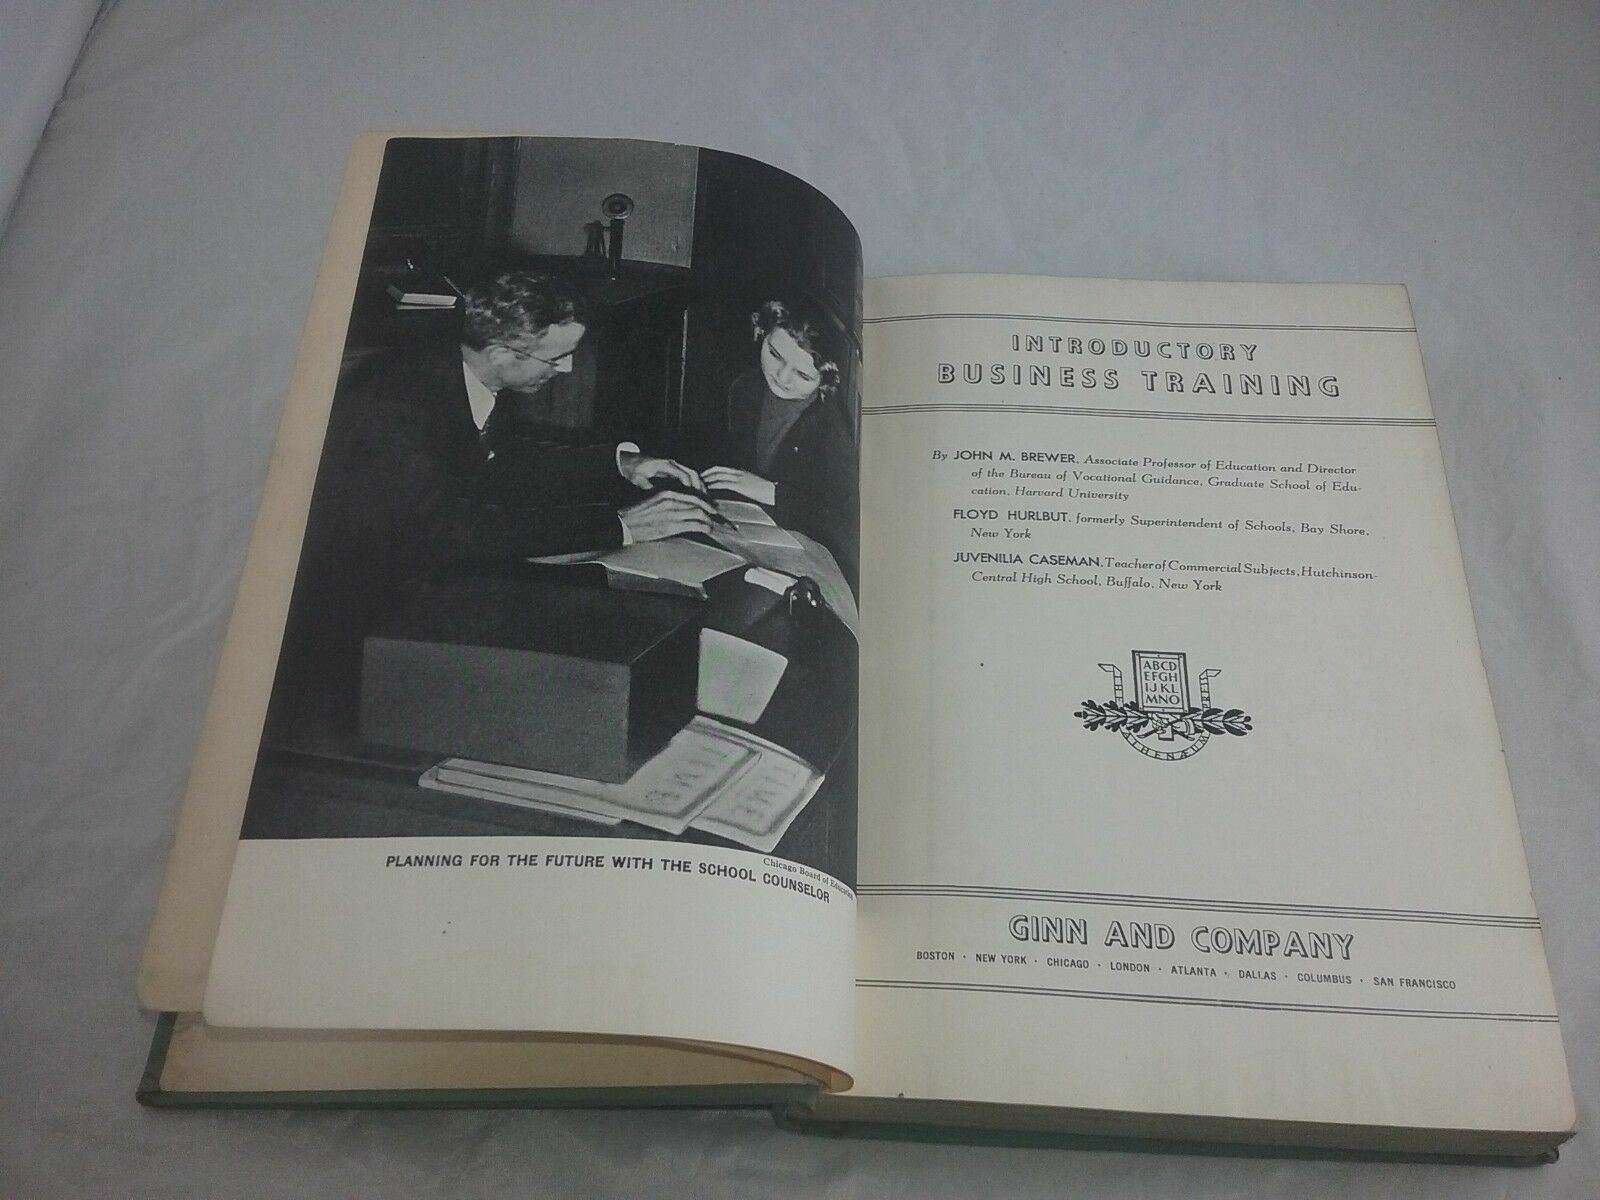 TIME
TIME
Chicago Board of Education
PLANNING FOR THE FUTURE WITH THE SCHOOL COUNSELOR
INTRODUCTORY
BUSINESS TRAINING
By JOHN M. BREWER, Associate Professor of Education and Director
of the Bureau of Vocational Guidance, Graduate School of Edu-
cation, Harvard University
FLOYD HURLBUT, formerly Superintendent of Schools, Bay Shore,
New York
JUVENILIA CASEMAN, Teacher of Commercial Subjects, Hutchinson-
Central High School, Buffalo, New York
ABCD
EFGH
IJKL
MNO
ATHENÆUM
GINN AND COMPANY
BOSTON · NEW YORK · CHICAGO · LONDON · ATLANTA · DALLAS · COLUMBUS · SAN FRANCISCO